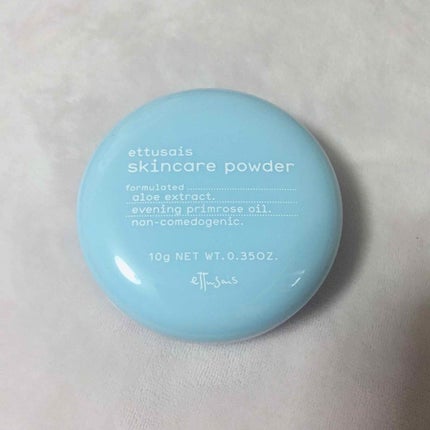 ettusais
skincare powder
formulated
aloe extract.
evening primrose oil.
non-comedogenic.
10g NET WT. 0.35OZ.
ettusais